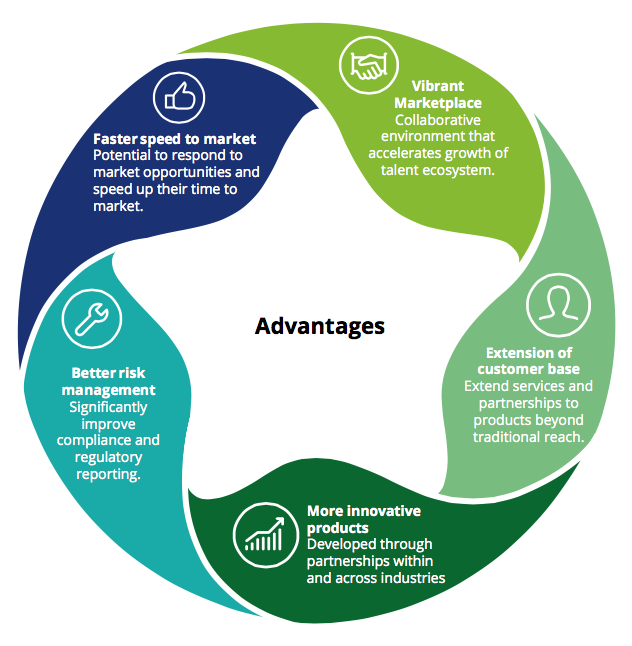 Vibrant
Marketplace
Collaborative
environment that
accelerates growth of
talent ecosystem.
Faster speed to market
Potential to respond to
market opportunities and
speed up their time to
market.
Advantages
Extension of
customer base
Extend services and
partnerships to
products beyond
traditional reach.
Better risk
management
Significantly
improve
compliance and
regulatory
reporting.
More innovative
products
Developed through
partnerships within
and across industries